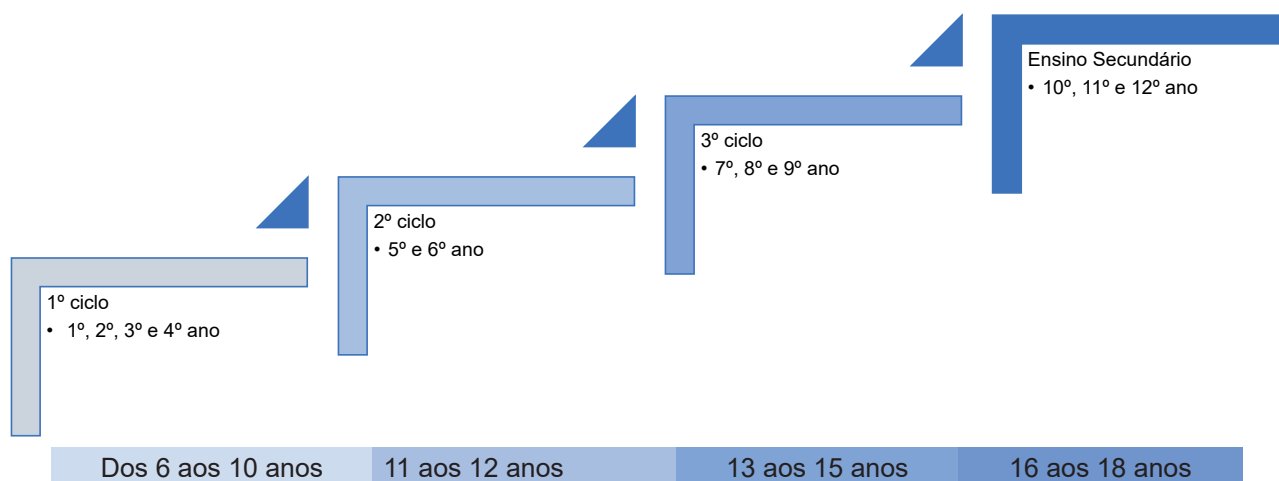 Ensino Secundário
• 10º, 11º e 12º ano
3º ciclo
• 7º, 8º e 9º ano
2º ciclo
• 5º e 6º ano
1º ciclo
• 1º, 2º, 3º e 4º ano
Dos 6 aos 10 anos
11 aos 12 anos
13 aos 15 anos
16 aos 18 anos